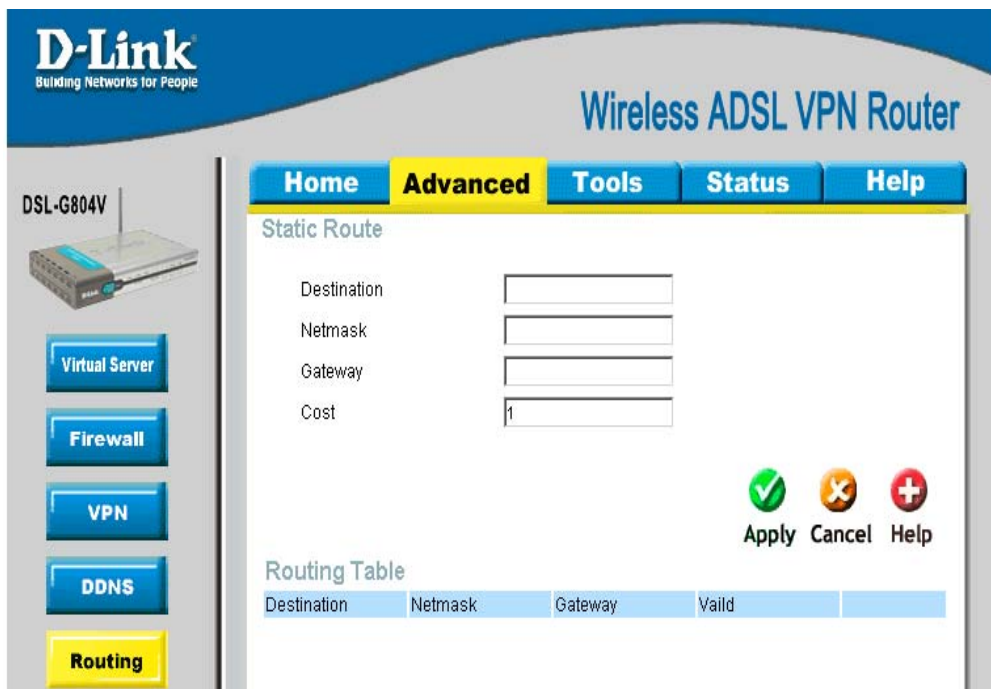 D-Link
Building Networks for People
Wireless ADSL VPN Router
DSL-G804V
Home Advanced Tools Status Help
Static Route
Destination
Netmask
Gateway
Cost 1
Apply Cancel Help
Routing Table
Destination Netmask Gateway Vaild
Virtual Server
Firewall
VPN
DDNS
Routing